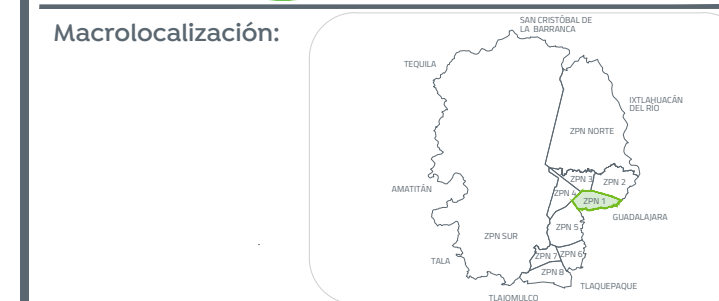 Macrolocalización:
SAN CRISTÓBAL DE
LA BARRANCA
TEQUILA
IXTLAHUACÁN
DEL RÍO
ZPN NORTE
ZPN 3
ZPN 2
AMATITÁN
ZPN 4
ZPN 1
GUADALAJARA
ZPN 5
ZPN SUR
TALA
ZPN 7
ZPN 6
ZPN 8
TLAQUEPAQUE
TLAJOMULCO